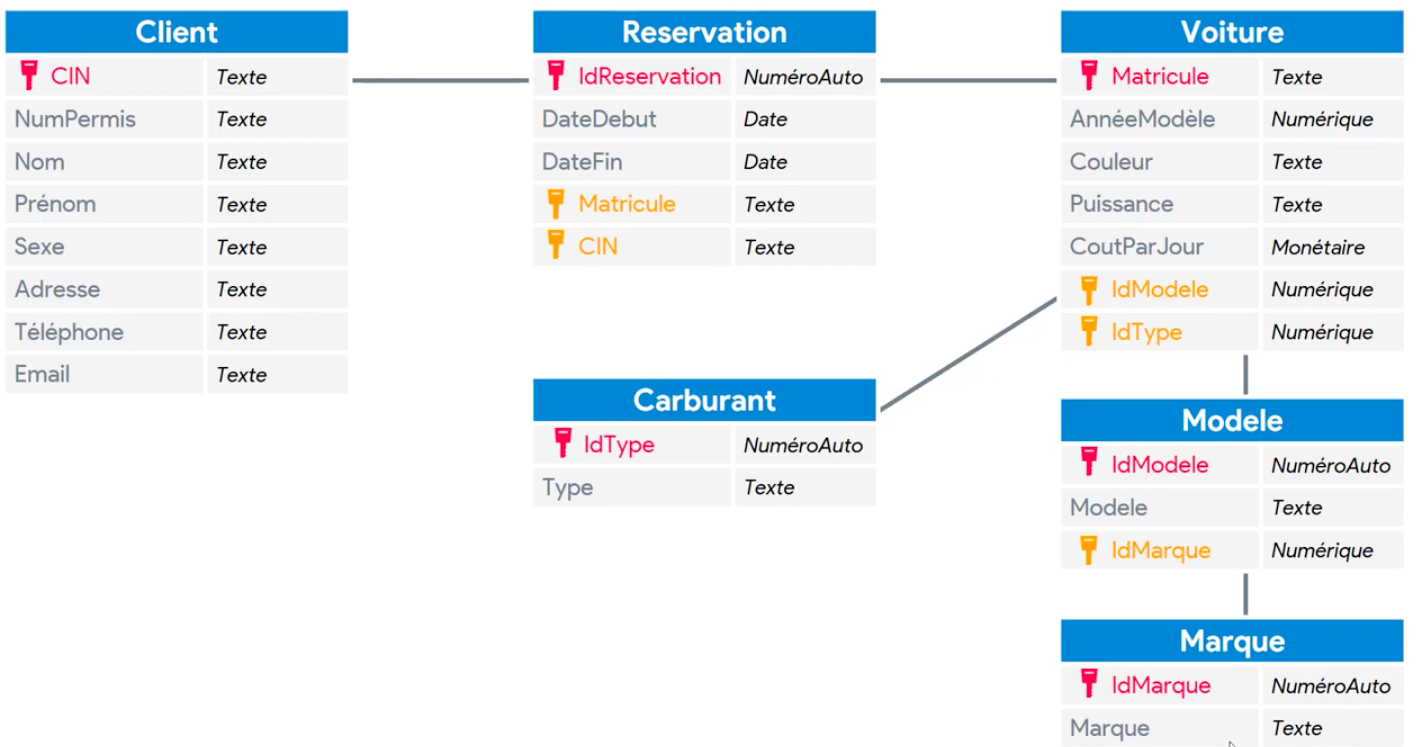 Client
CIN Texte
NumPermis Texte
Nom Texte
Prénom Texte
Sexe Texte
Adresse Texte
Téléphone Texte
Email Texte
Reservation
IdReservation NuméroAuto
DateDebut Date
DateFin Date
Matricule Texte
CIN Texte
Voiture
Matricule Texte
AnnéeModèle Numérique
Couleur Texte
Puissance Texte
CoutParJour Monétaire
IdModele Numérique
IdType Numérique
Carburant
IdType NuméroAuto
Type Texte
Modele
IdModele NuméroAuto
Modele Texte
IdMarque Numérique
Marque
IdMarque NuméroAuto
Marque Texte